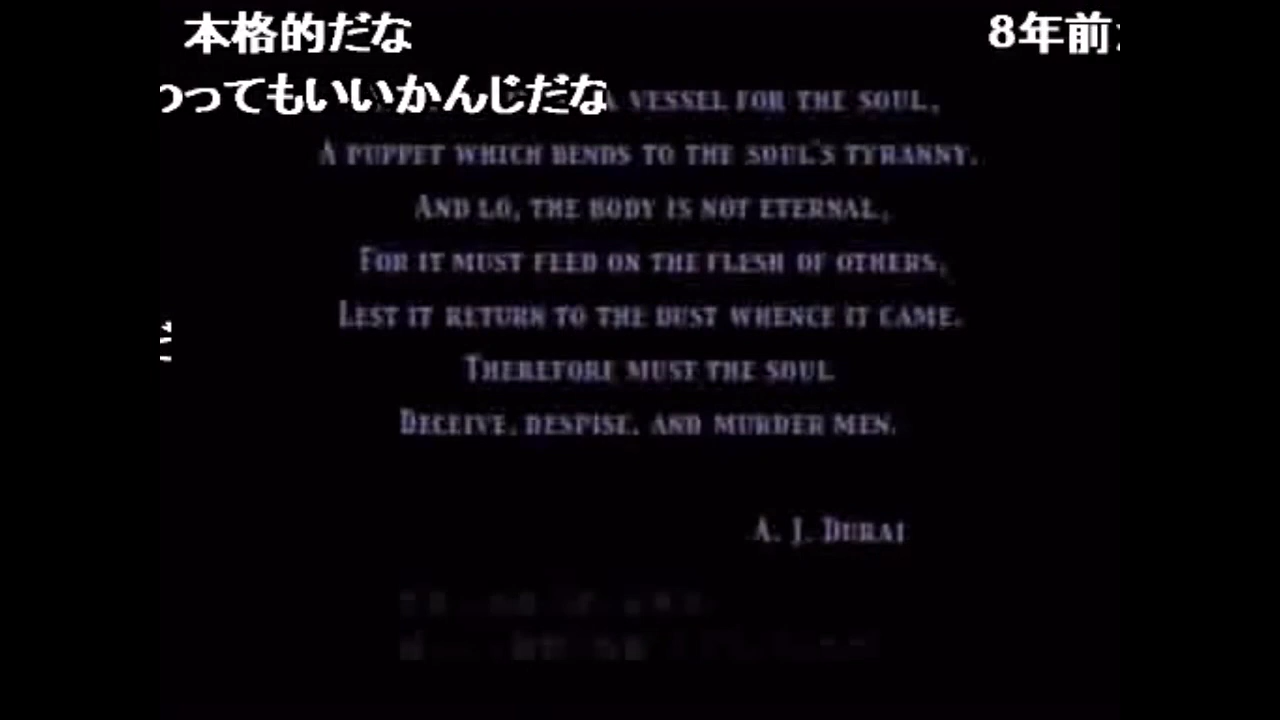 本格的だな
8年前
わってもいいかんじだな
A VESSEL FOR THE SOUL,
A PUPPET WHICH BENDS TO THE SOUL'S TYRANNY.
AND LO, THE BODY IS NOT ETERNAL,
FOR IT MUST FEED ON THE FLESH OF OTHERS,
LEST IT RETURN TO THE DUST WHENCE IT CAME.
THEREFORE MUST THE SOUL
DECEIVE, DESPISE, AND MURDER MEN.
A. J. DURAI